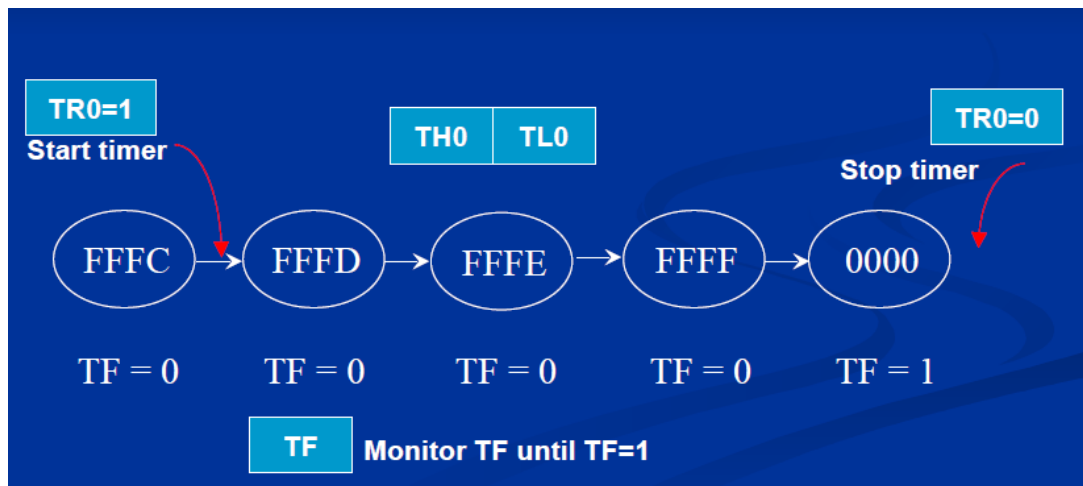 TR0=1
Start timer
TH0 TL0
TR0=0
Stop timer
FFFC FFFD FFFE FFFF 0000
TF = 0 TF = 0 TF = 0 TF = 0 TF = 1
TF Monitor TF until TF=1